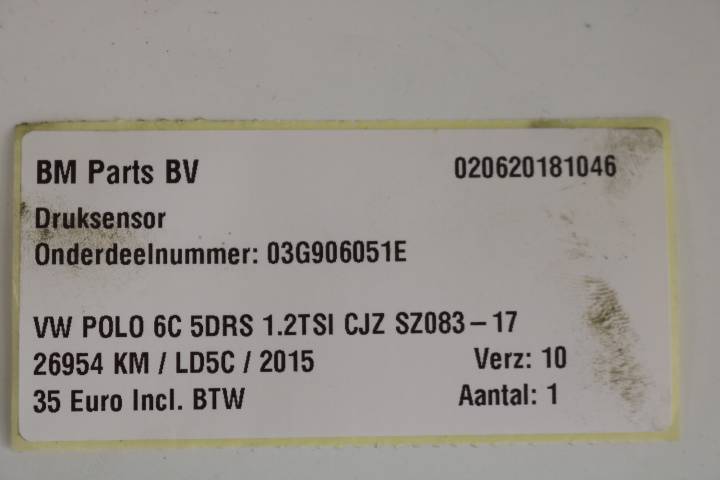 BM Parts BV 020620181046
Druksensor
Onderdeelnummer: 03G906051E
VW POLO 6C 5DRS 1.2TSI CJZ SZ083-17
26954 KM / LD5C / 2015 Verz: 10
35 Euro Incl. BTW Aantal: 1